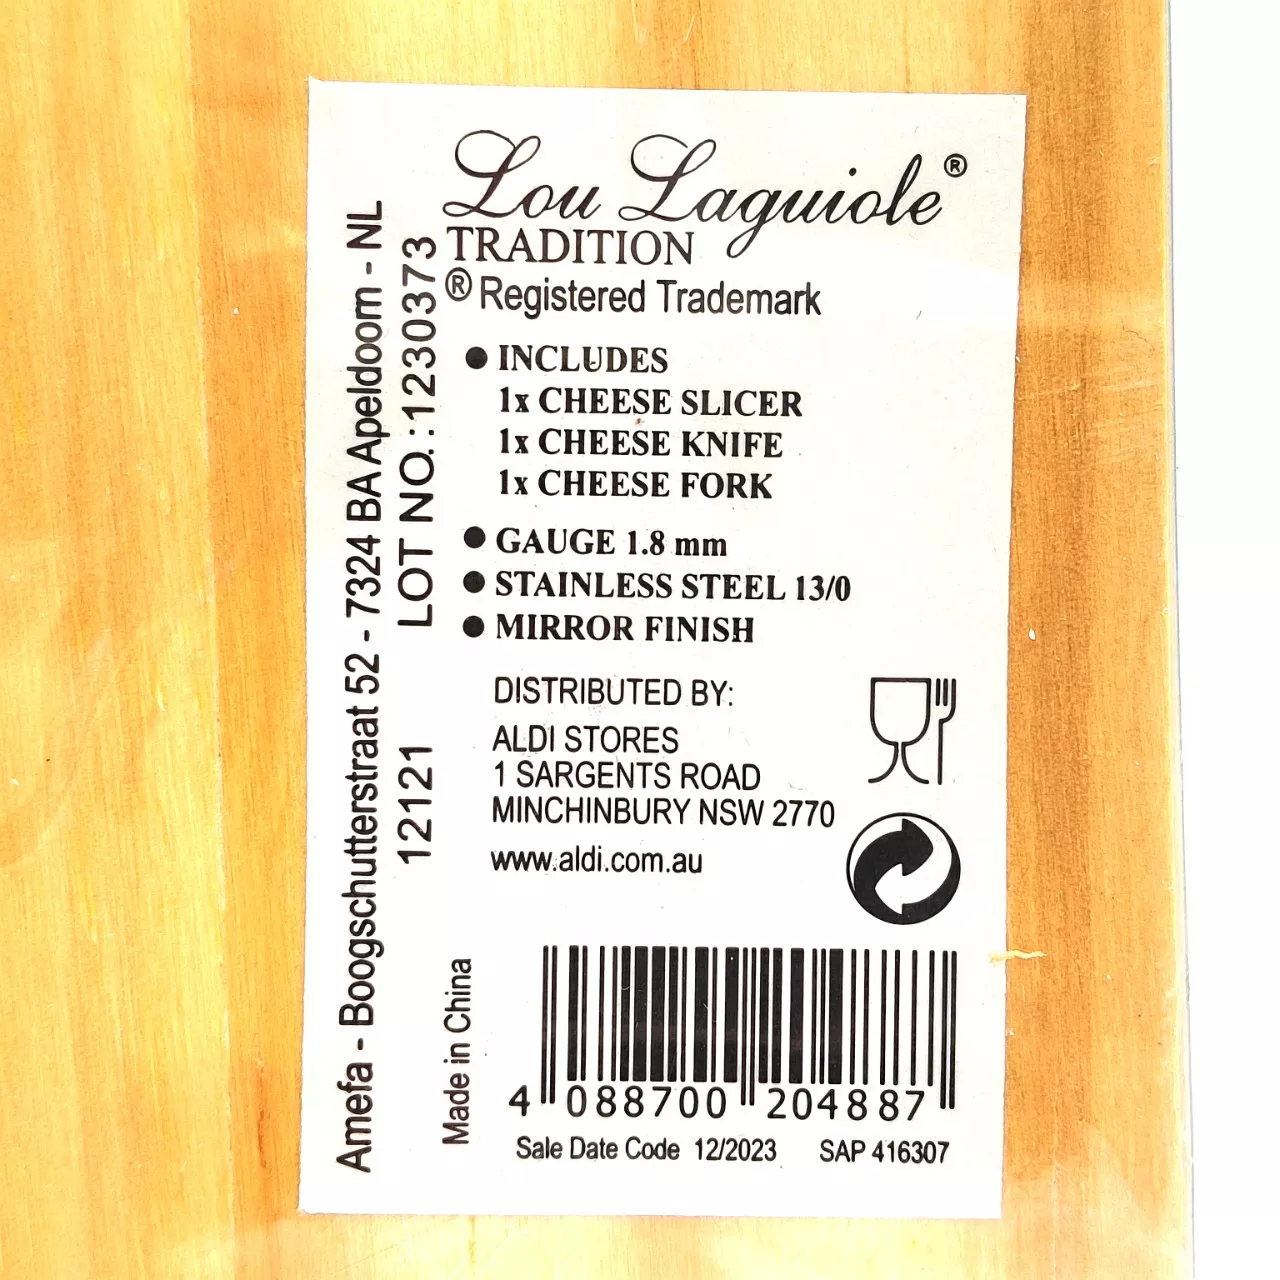 Lou Laguiole®
TRADITION
® Registered Trademark
● INCLUDES
1x CHEESE SLICER
1x CHEESE KNIFE
1x CHEESE FORK
● GAUGE 1.8 mm
● STAINLESS STEEL 13/0
● MIRROR FINISH
DISTRIBUTED BY:
ALDI STORES
1 SARGENTS ROAD
MINCHINBURY NSW 2770
www.aldi.com.au
Amefa - Boogschutterstraat 52 - 7324 BA Apeldoorn - NL
12121 LOT NO.:1230373
Made in China
4 088700 204887
Sale Date Code 12/2023 SAP 416307